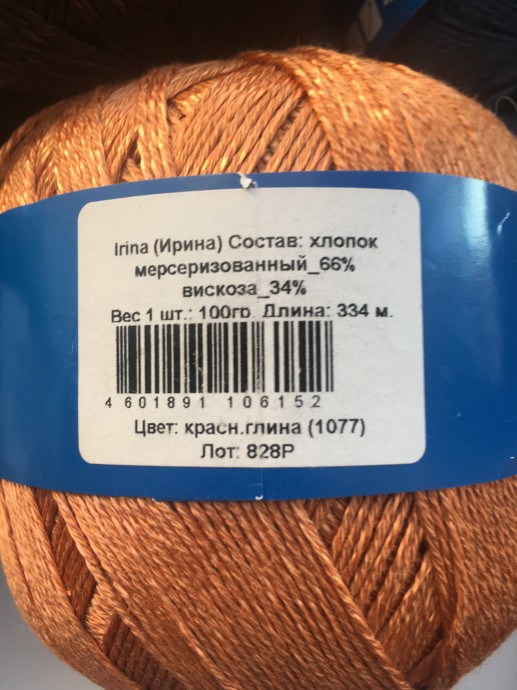 Irina (Ирина) Состав: хлопок
мерсеризованный_66%
вискоза_34%
Вес 1 шт.: 100гр. Длина: 334 м.
4 601891 106152
Цвет: красн.глина (1077)
Лот: 828Р